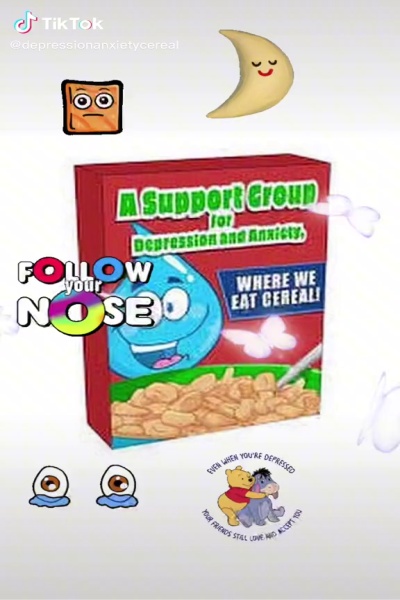 TikTok
@depressionanxietycereal
A Support Group
for
Depression and Anxiety,
WHERE WE
EAT CEREAL!
FOLLOW
your
NOSE
EVEN WHEN YOU'RE DEPRESSED
YOUR FRIENDS STILL LOVE AND ACCEPT YOU